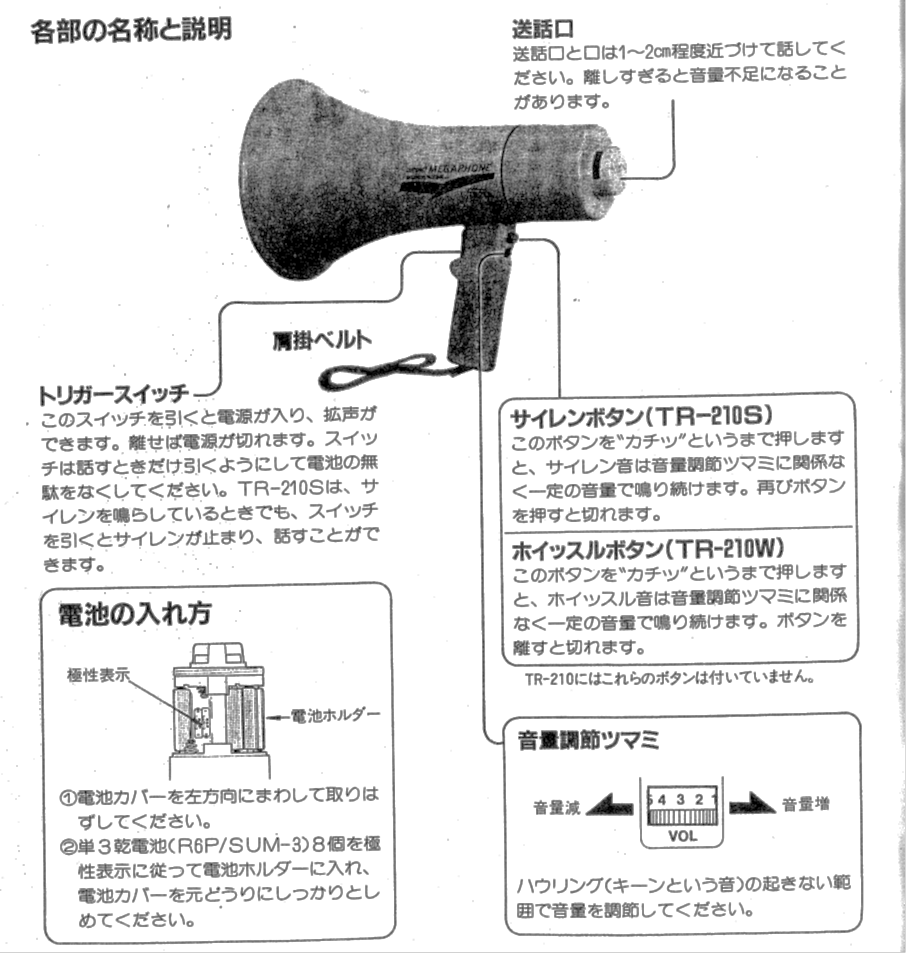 各部の名称と説明
送話口
送話口と口は1〜2cm程度近づけて話してく
ださい。離しすぎると音量不足になること
があります。
MEGAPHONE
肩掛ベルト
トリガースイッチ
このスイッチを引くと電源が入り、拡声が
できます。離せば電源が切れます。スイッ
チは話すときだけ引くようにして電池の無
駄をなくしてください。TR-210Sは、サ
イレンを鳴らしているときでも、スイッチ
を引くとサイレンが止まり、話すことがで
きます。
サイレンボタン(TR-210S)
このボタンを“カチッ”というまで押します
と、サイレン音は音量調節ツマミに関係な
く一定の音量で鳴り続けます。再びボタン
を押すと切れます。
ホイッスルボタン(TR-210W)
このボタンを“カチッ”というまで押します
と、ホイッスル音は音量調節ツマミに関係
なく一定の音量で鳴り続けます。ボタンを
離すと切れます。
TR-210にはこれらのボタンは付いていません。
電池の入れ方
極性表示
電池ホルダー
①電池カバーを左方向にまわして取りは
ずしてください。
②単3乾電池(R6P/SUM-3)8個を極
性表示に従って電池ホルダーに入れ、
電池カバーを元どうりにしっかりとし
めてください。
音量調節ツマミ
音量減
5 4 3 2 1
音量増
VOL
ハウリング(キーンという音)の起きない範
囲で音量を調節してください。